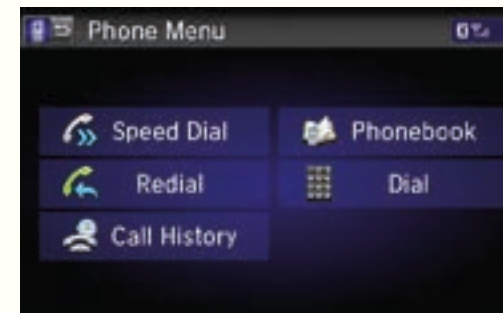 Phone Menu
Speed Dial
Phonebook
Redial
Dial
Call History